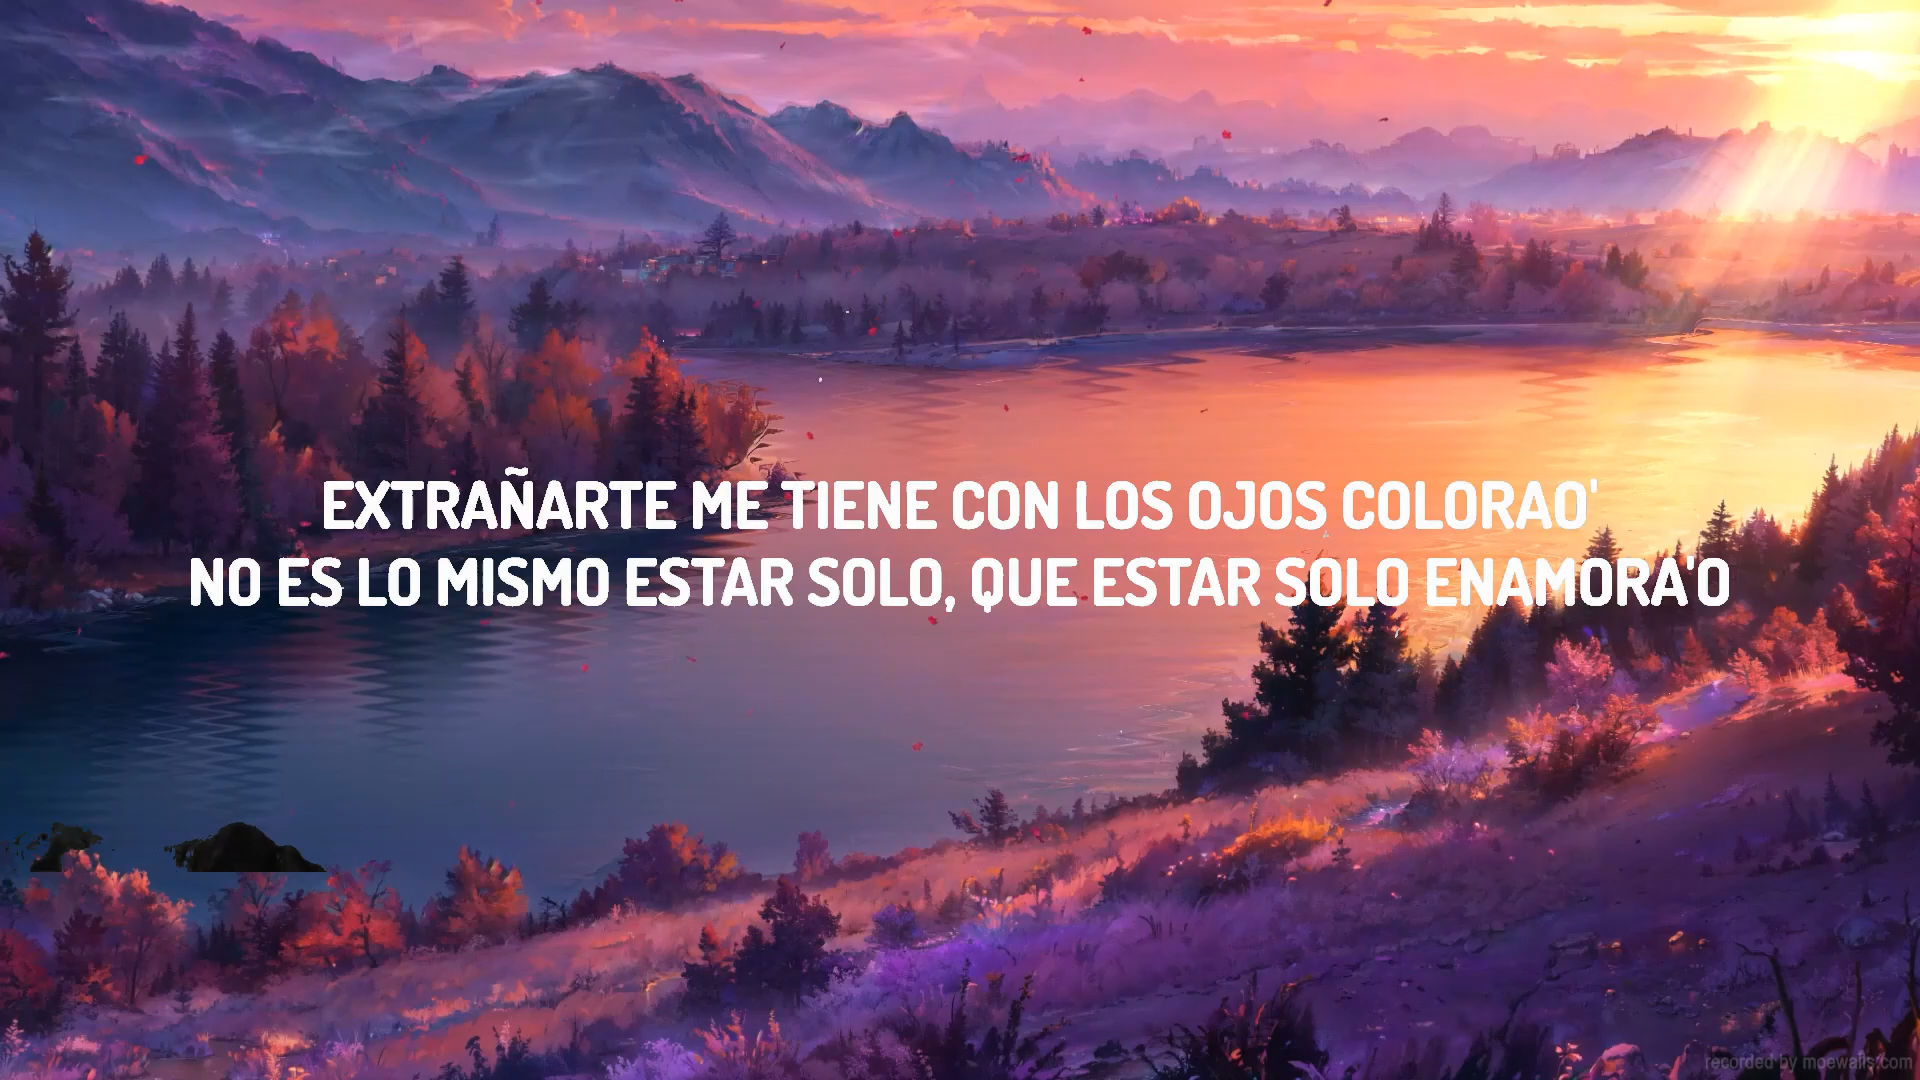 EXTRAÑARTE ME TIENE CON LOS OJOS COLORAO'
NO ES LO MISMO ESTAR SOLO, QUE ESTAR SOLO ENAMORA'O
recorded by moewalls.com